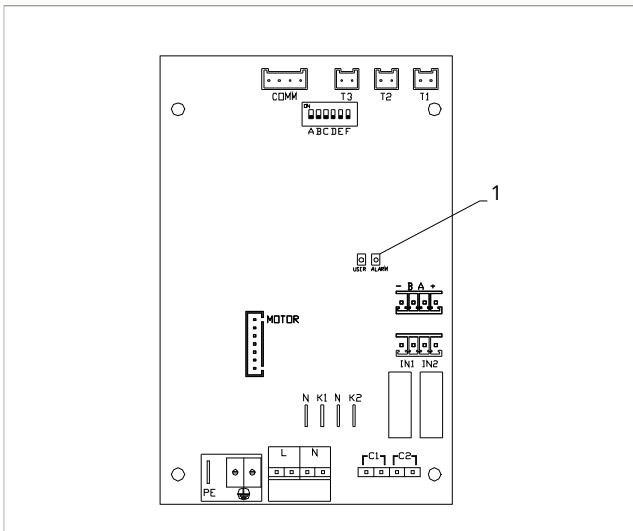 COMM T3 T2 T1
ON
ABCDEF
1
USER ALARM
- B A +
MOTOR
IN1 IN2
N K1 N K2
L N C1 C2
PE